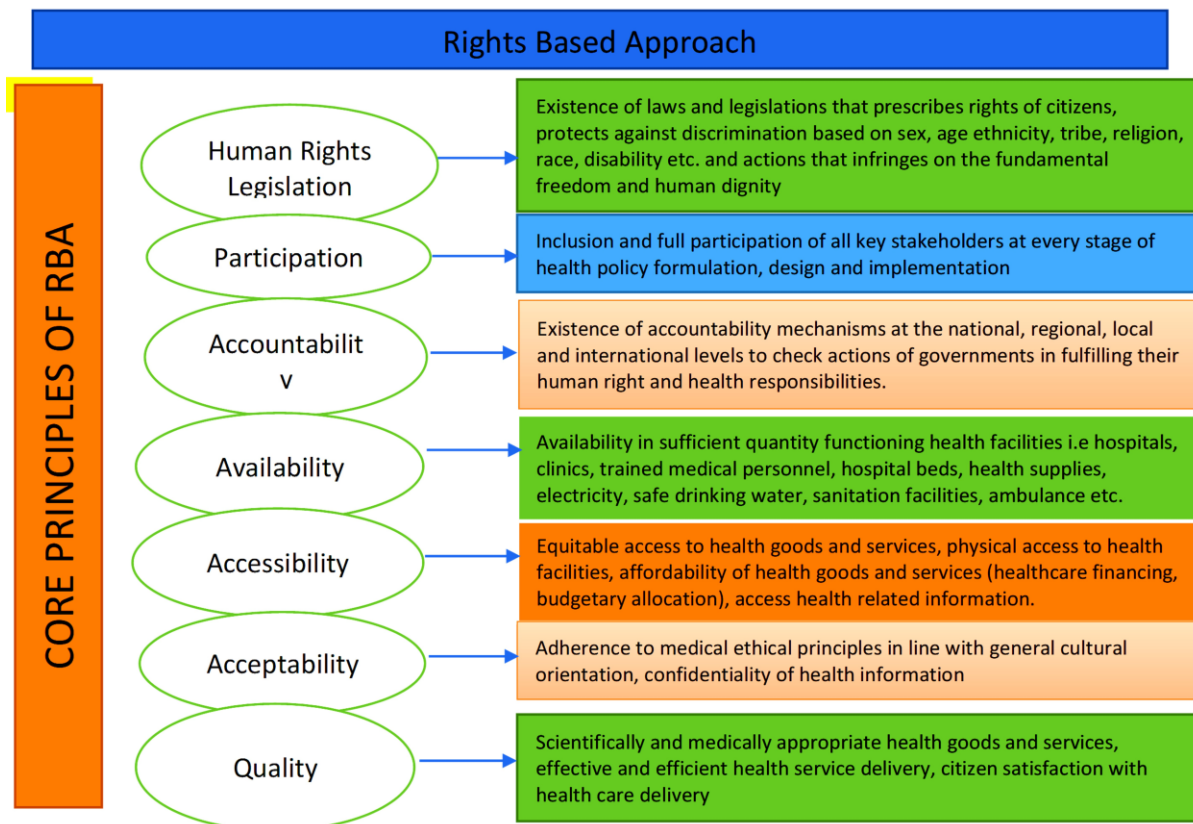 Rights Based Approach
CORE PRINCIPLES OF RBA
Human Rights
Legislation
Existence of laws and legislations that prescribes rights of citizens,
protects against discrimination based on sex, age ethnicity, tribe, religion,
race, disability etc. and actions that infringes on the fundamental
freedom and human dignity
Participation
Inclusion and full participation of all key stakeholders at every stage of
health policy formulation, design and implementation
Accountabilit
y
Existence of accountability mechanisms at the national, regional, local
and international levels to check actions of governments in fulfilling their
human right and health responsibilities.
Availability
Availability in sufficient quantity functioning health facilities i.e hospitals,
clinics, trained medical personnel, hospital beds, health supplies,
electricity, safe drinking water, sanitation facilities, ambulance etc.
Accessibility
Equitable access to health goods and services, physical access to health
facilities, affordability of health goods and services (healthcare financing,
budgetary allocation), access health related information.
Acceptability
Adherence to medical ethical principles in line with general cultural
orientation, confidentiality of health information
Quality
Scientifically and medically appropriate health goods and services,
effective and efficient health service delivery, citizen satisfaction with
health care delivery